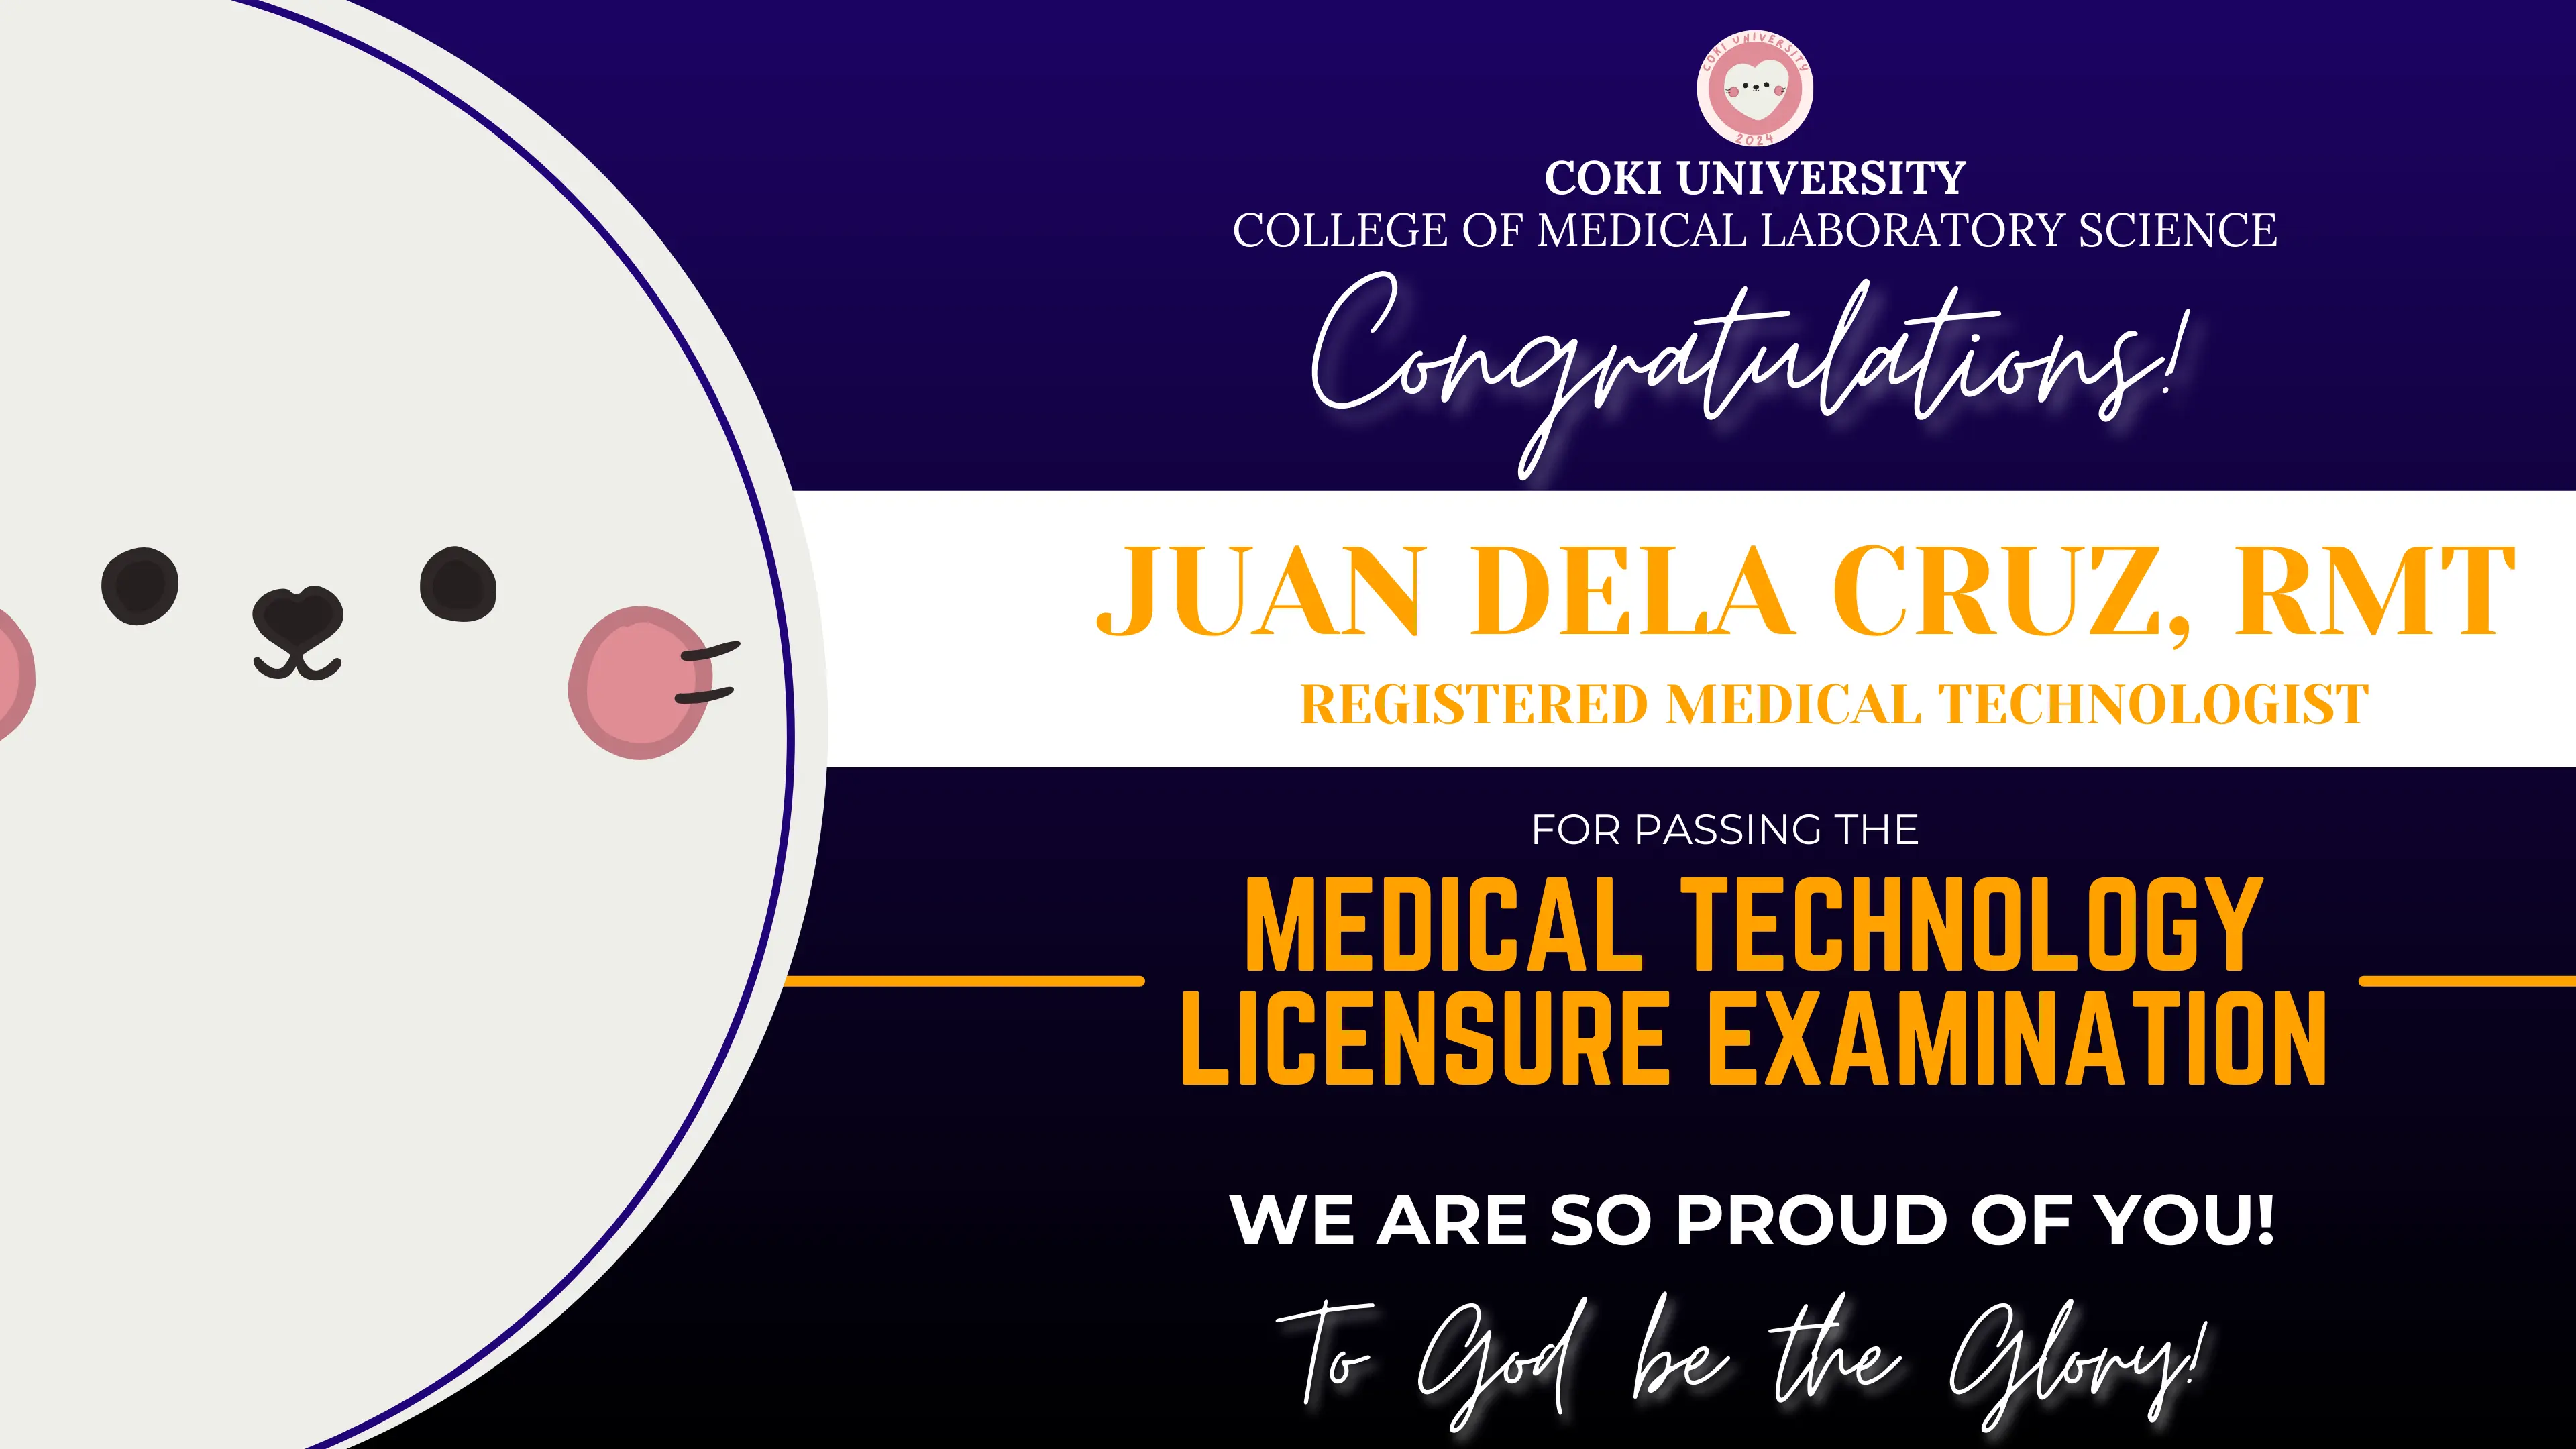 COKI UNIVERSITY
2024
COKI UNIVERSITY
COLLEGE OF MEDICAL LABORATORY SCIENCE
Congratulations!
JUAN DELA CRUZ, RMT
REGISTERED MEDICAL TECHNOLOGIST
FOR PASSING THE
MEDICAL TECHNOLOGY
LICENSURE EXAMINATION
WE ARE SO PROUD OF YOU!
To God be the Glory!